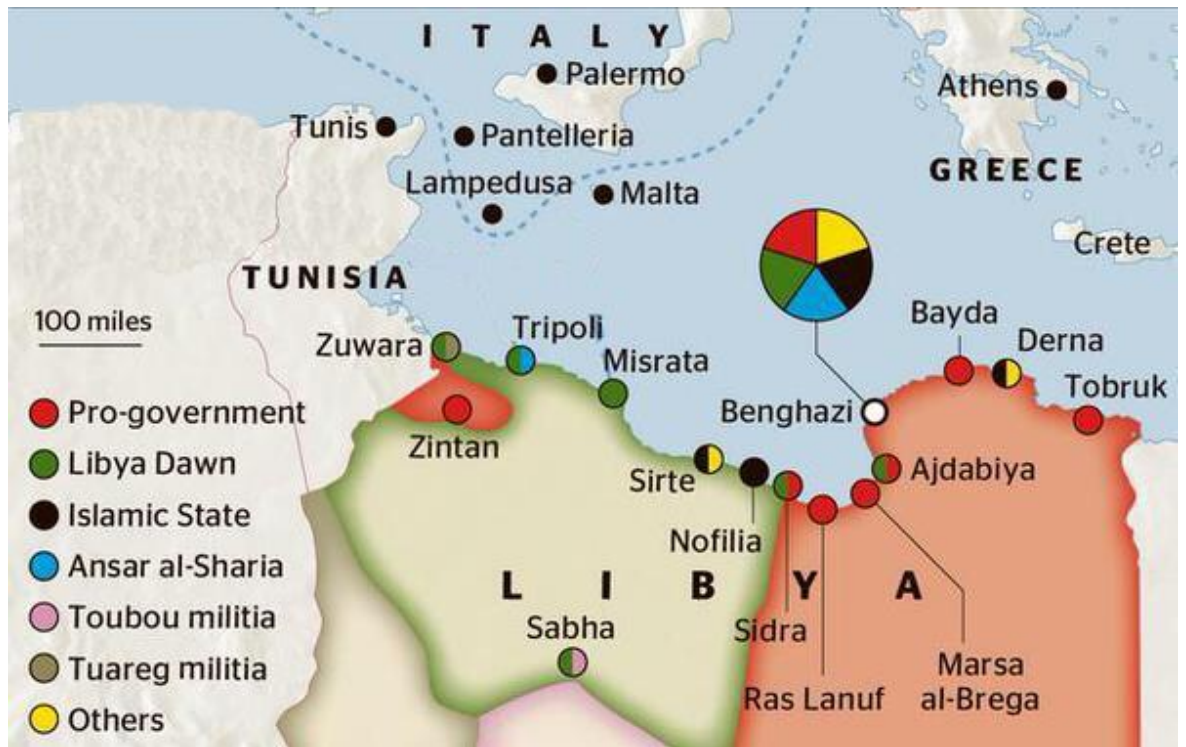 I T A L Y
Palermo
Athens
Tunis
Pantelleria
GREECE
Lampedusa
Malta
Crete
TUNISIA
100 miles
Bayda
Derna
Zuwara
Tripoli
Misrata
Tobruk
Benghazi
Pro-government
Zintan
Libya Dawn
Sirte
Ajdabiya
Islamic State
Nofilia
Ansar al-Sharia
L I B Y A
Toubou militia
Sabha
Sidra
Tuareg militia
Marsa
al-Brega
Ras Lanuf
Others